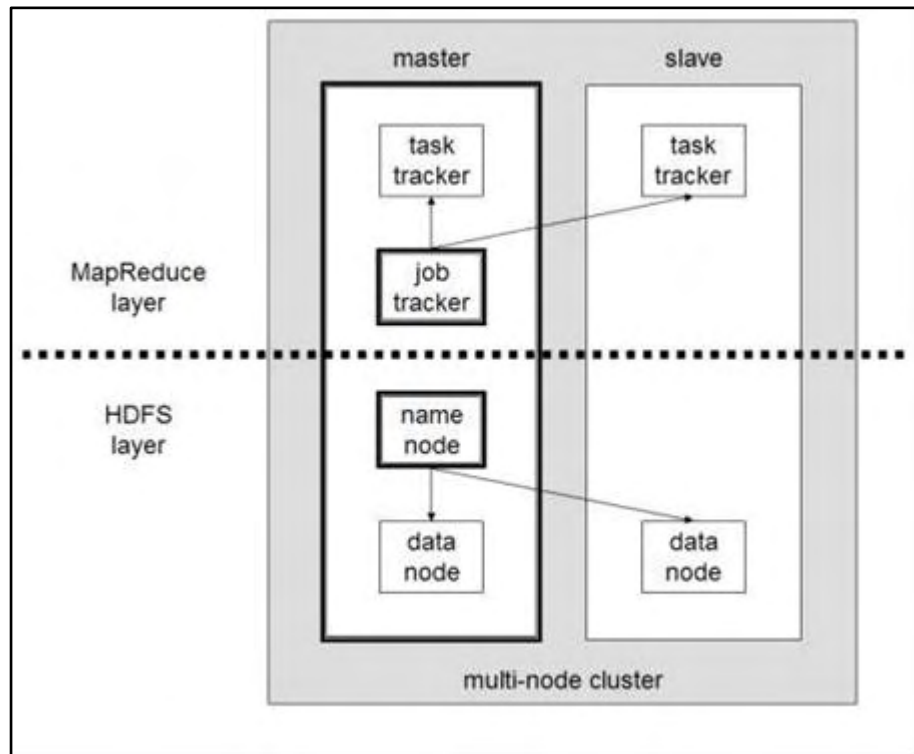 master
slave
task
tracker
task
tracker
MapReduce
layer
job
tracker
HDFS
layer
name
node
data
node
data
node
multi-node cluster